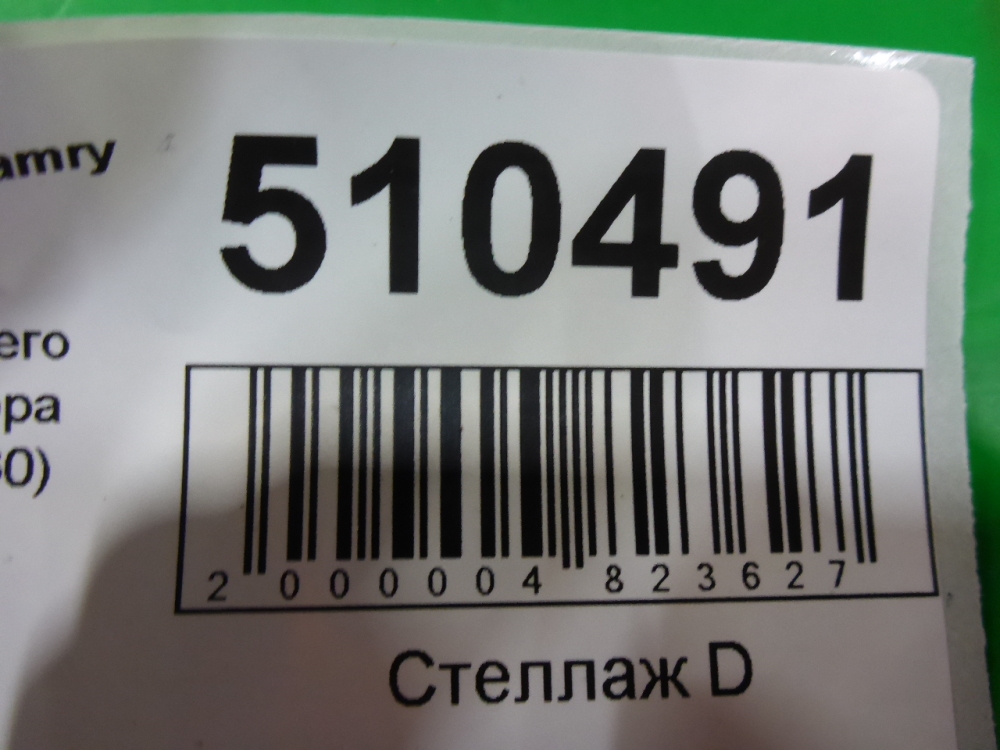 amry
510491
его
ра
0)
2 000004 823627
Стеллаж D